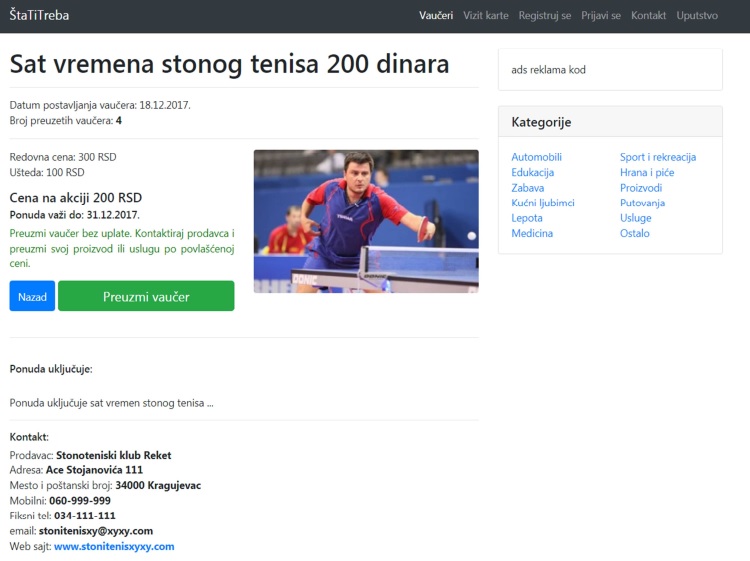 ŠtaTiTreba
Vaučeri Vizit karte Registruj se Prijavi se Kontakt Uputstvo
Sat vremena stonog tenisa 200 dinara
Datum postavljanja vaučera: 18.12.2017.
Broj preuzetih vaučera: 4
Redovna cena: 300 RSD
Ušteda: 100 RSD
Cena na akciji 200 RSD
Ponuda važi do: 31.12.2017.
Preuzmi vaučer bez uplate. Kontaktiraj prodavca i
preuzmi svoj proizvod ili uslugu po povlašćenoj
ceni.
Nazad
Preuzmi vaučer
DONIC
Ponuda uključuje:
Ponuda uključuje sat vremen stonog tenisa ...
Kontakt:
Prodavac: Stonoteniski klub Reket
Adresa: Ace Stojanovića 111
Mesto i poštanski broj: 34000 Kragujevac
Mobilni: 060-999-999
Fiksni tel: 034-111-111
email: stonitenisxy@xyxy.com
Web sajt: www.stonitenisxyxy.com
ads reklama kod
Kategorije
Automobili
Edukacija
Zabava
Kućni ljubimci
Lepota
Medicina
Sport i rekreacija
Hrana i piće
Proizvodi
Putovanja
Usluge
Ostalo